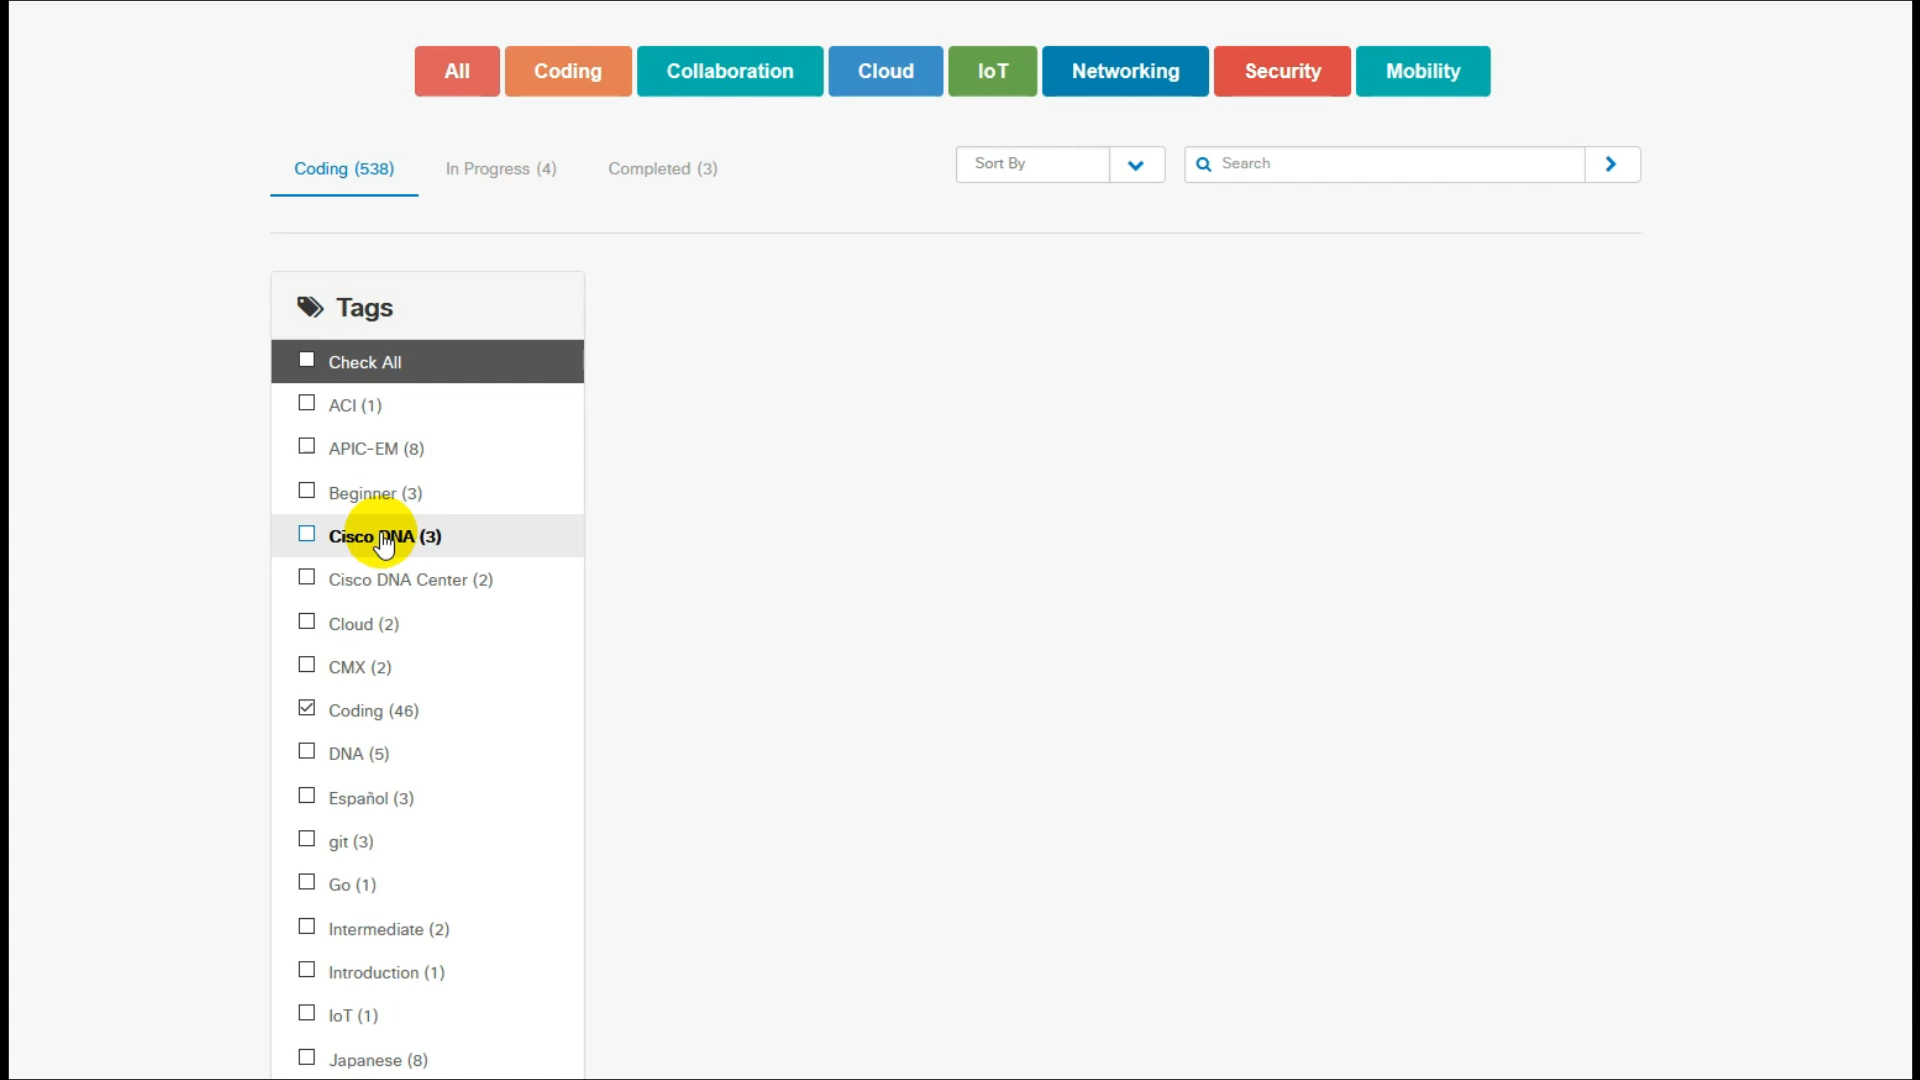 All Coding Collaboration Cloud IoT Networking Security Mobility
Coding (538) In Progress (4) Completed (3) Sort By Search
Tags
Check All
ACI (1)
APIC-EM (8)
Beginner (3)
Cisco DNA (3)
Cisco DNA Center (2)
Cloud (2)
CMX (2)
Coding (46)
DNA (5)
Español (3)
git (3)
Go (1)
Intermediate (2)
Introduction (1)
IoT (1)
Japanese (8)